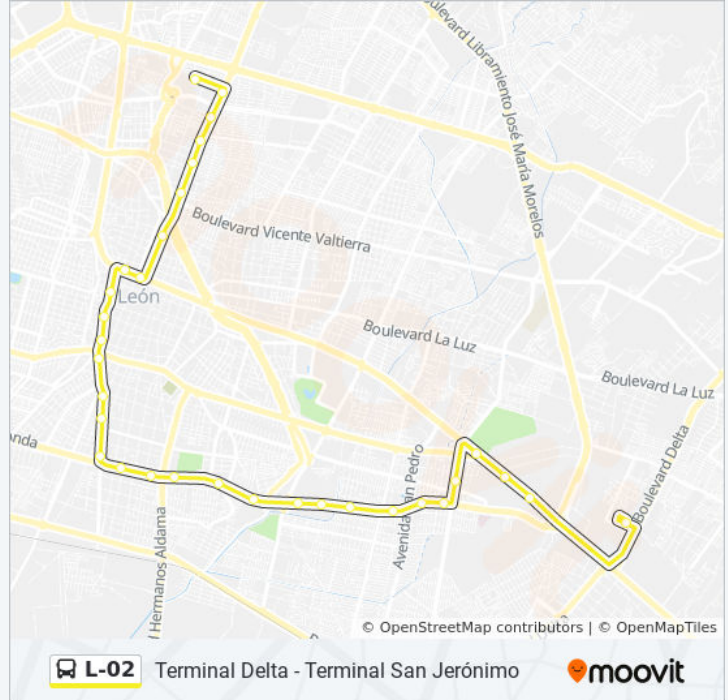 Boulevard Libramiento José María Morelos
Boulevard Vicente Valtierra
León
Boulevard La Luz
Boulevard La Luz
Boulevard Delta
Avenida San Pedro
Hermanos Aldama
© OpenStreetMap contributors | © OpenMapTiles
L-02 Terminal Delta - Terminal San Jerónimo moovit